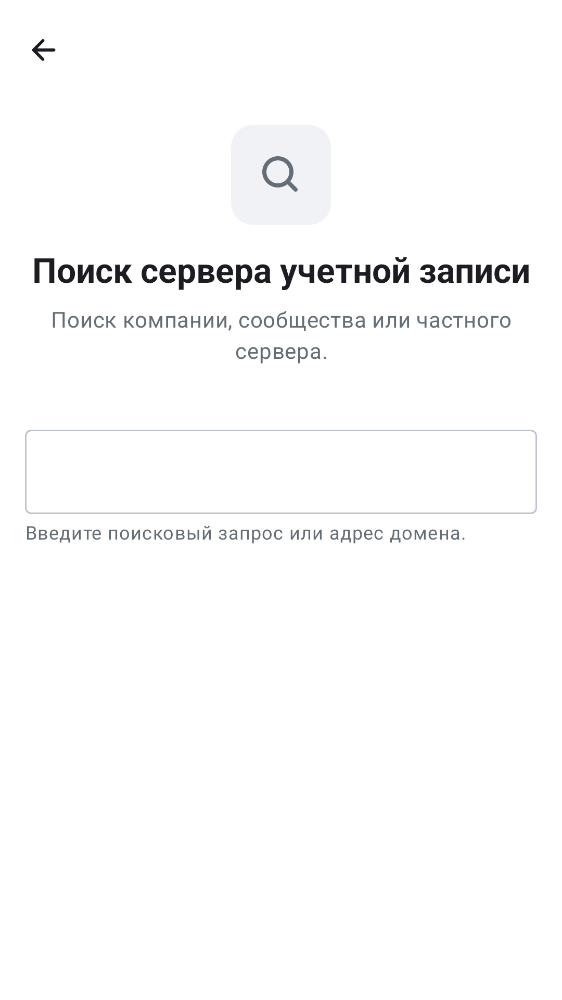 Поиск сервера учетной записи
Поиск компании, сообщества или частного
сервера.
Введите поисковый запрос или адрес домена.